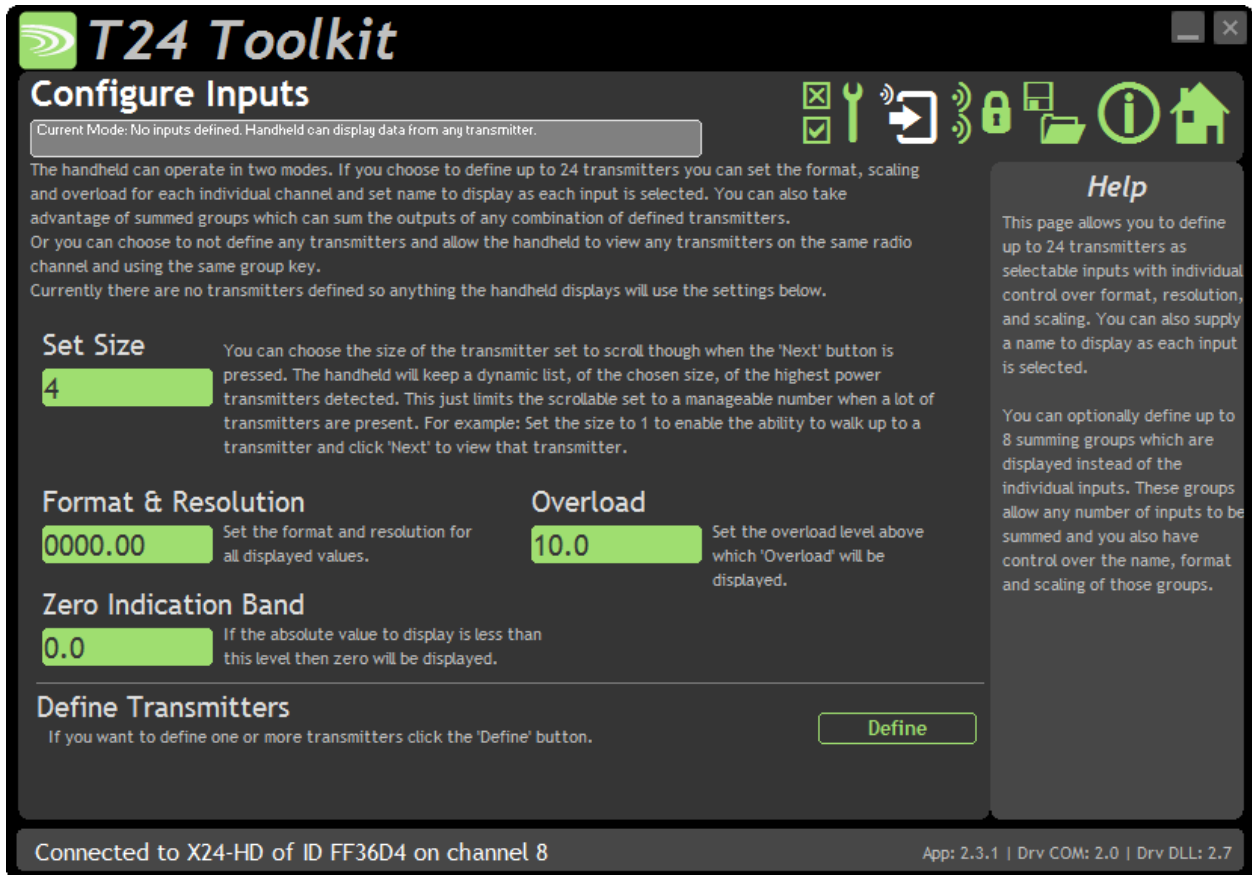 T24 Toolkit
Configure Inputs
Current Mode: No inputs defined. Handheld can display data from any transmitter.
The handheld can operate in two modes. If you choose to define up to 24 transmitters you can set the format, scaling
and overload for each individual channel and set name to display as each input is selected. You can also take
advantage of summed groups which can sum the outputs of any combination of defined transmitters.
Or you can choose to not define any transmitters and allow the handheld to view any transmitters on the same radio
channel and using the same group key.
Currently there are no transmitters defined so anything the handheld displays will use the settings below.
Set Size
4
You can choose the size of the transmitter set to scroll though when the 'Next' button is
pressed. The handheld will keep a dynamic list, of the chosen size, of the highest power
transmitters detected. This just limits the scrollable set to a manageable number when a lot of
transmitters are present. For example: Set the size to 1 to enable the ability to walk up to a
transmitter and click 'Next' to view that transmitter.
Format & Resolution
0000.00
Set the format and resolution for
all displayed values.
Overload
10.0
Set the overload level above
which 'Overload' will be
displayed.
Zero Indication Band
0.0
If the absolute value to display is less than
this level then zero will be displayed.
Define Transmitters
If you want to define one or more transmitters click the 'Define' button.
Define
Help
This page allows you to define
up to 24 transmitters as
selectable inputs with individual
control over format, resolution,
and scaling. You can also supply
a name to display as each input
is selected.
You can optionally define up to
8 summing groups which are
displayed instead of the
individual inputs. These groups
allow any number of inputs to be
summed and you also have
control over the name, format
and scaling of those groups.
Connected to X24-HD of ID FF36D4 on channel 8
App: 2.3.1 | Drv COM: 2.0 | Drv DLL: 2.7